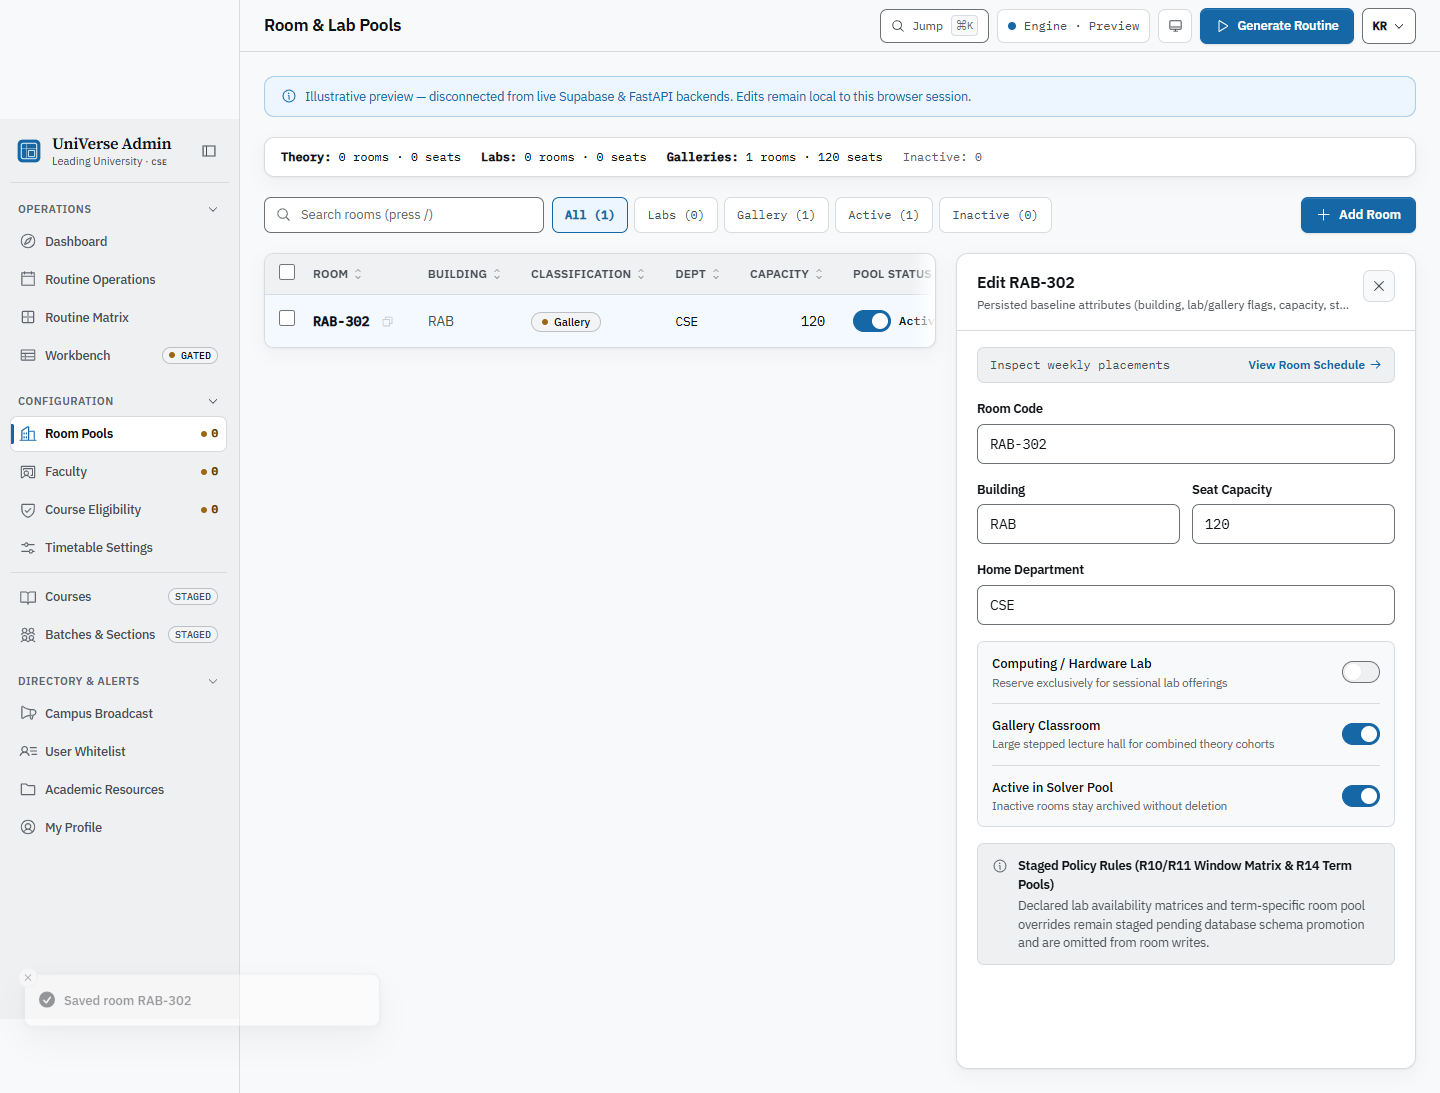 Room & Lab Pools
Jump ⌘K
Engine · Preview
Generate Routine
KR
Illustrative preview — disconnected from live Supabase & FastAPI backends. Edits remain local to this browser session.
UniVerse Admin
Leading University · CSE
Theory: 0 rooms · 0 seats Labs: 0 rooms · 0 seats Galleries: 1 rooms · 120 seats Inactive: 0
OPERATIONS
Dashboard
Routine Operations
Routine Matrix
Workbench GATED
CONFIGURATION
Room Pools 0
Faculty 0
Course Eligibility 0
Timetable Settings
Courses STAGED
Batches & Sections STAGED
DIRECTORY & ALERTS
Campus Broadcast
User Whitelist
Academic Resources
My Profile
Search rooms (press /)
All (1) Labs (0) Gallery (1) Active (1) Inactive (0)
Add Room
ROOM BUILDING CLASSIFICATION DEPT CAPACITY POOL STATUS
RAB-302 RAB Gallery CSE 120 Activ
Edit RAB-302
Persisted baseline attributes (building, lab/gallery flags, capacity, st...
Inspect weekly placements View Room Schedule →
Room Code
RAB-302
Building Seat Capacity
RAB 120
Home Department
CSE
Computing / Hardware Lab
Reserve exclusively for sessional lab offerings
Gallery Classroom
Large stepped lecture hall for combined theory cohorts
Active in Solver Pool
Inactive rooms stay archived without deletion
Staged Policy Rules (R10/R11 Window Matrix & R14 Term
Pools)
Declared lab availability matrices and term-specific room pool
overrides remain staged pending database schema promotion
and are omitted from room writes.
Saved room RAB-302